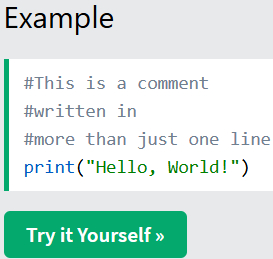 Example
#This is a comment
#written in
#more than just one line
print("Hello, World!")
Try it Yourself »